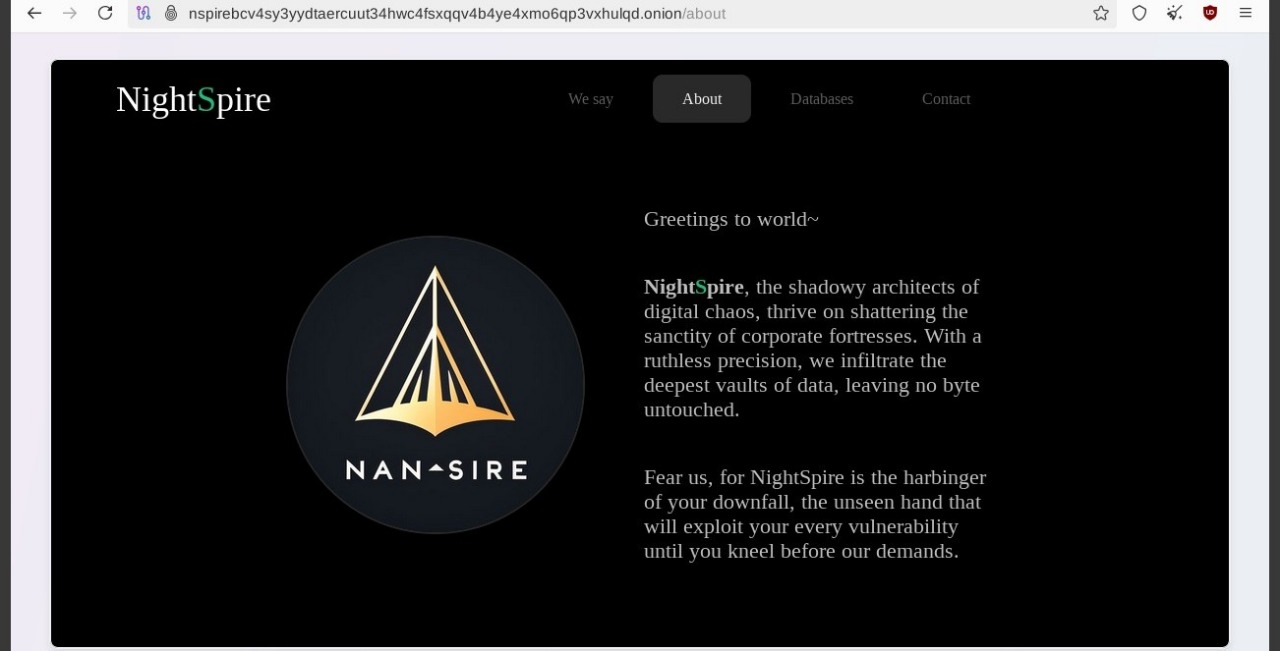 nspirebcv4sy3yydtaercuut34hwc4fsxqqv4b4ye4xmo6qp3vxhulqd.onion/about
NightSpire
We say
About
Databases
Contact
Greetings to world~
NightSpire, the shadowy architects of
digital chaos, thrive on shattering the
sanctity of corporate fortresses. With a
ruthless precision, we infiltrate the
deepest vaults of data, leaving no byte
untouched.
NAN SIRE
Fear us, for NightSpire is the harbinger
of your downfall, the unseen hand that
will exploit your every vulnerability
until you kneel before our demands.